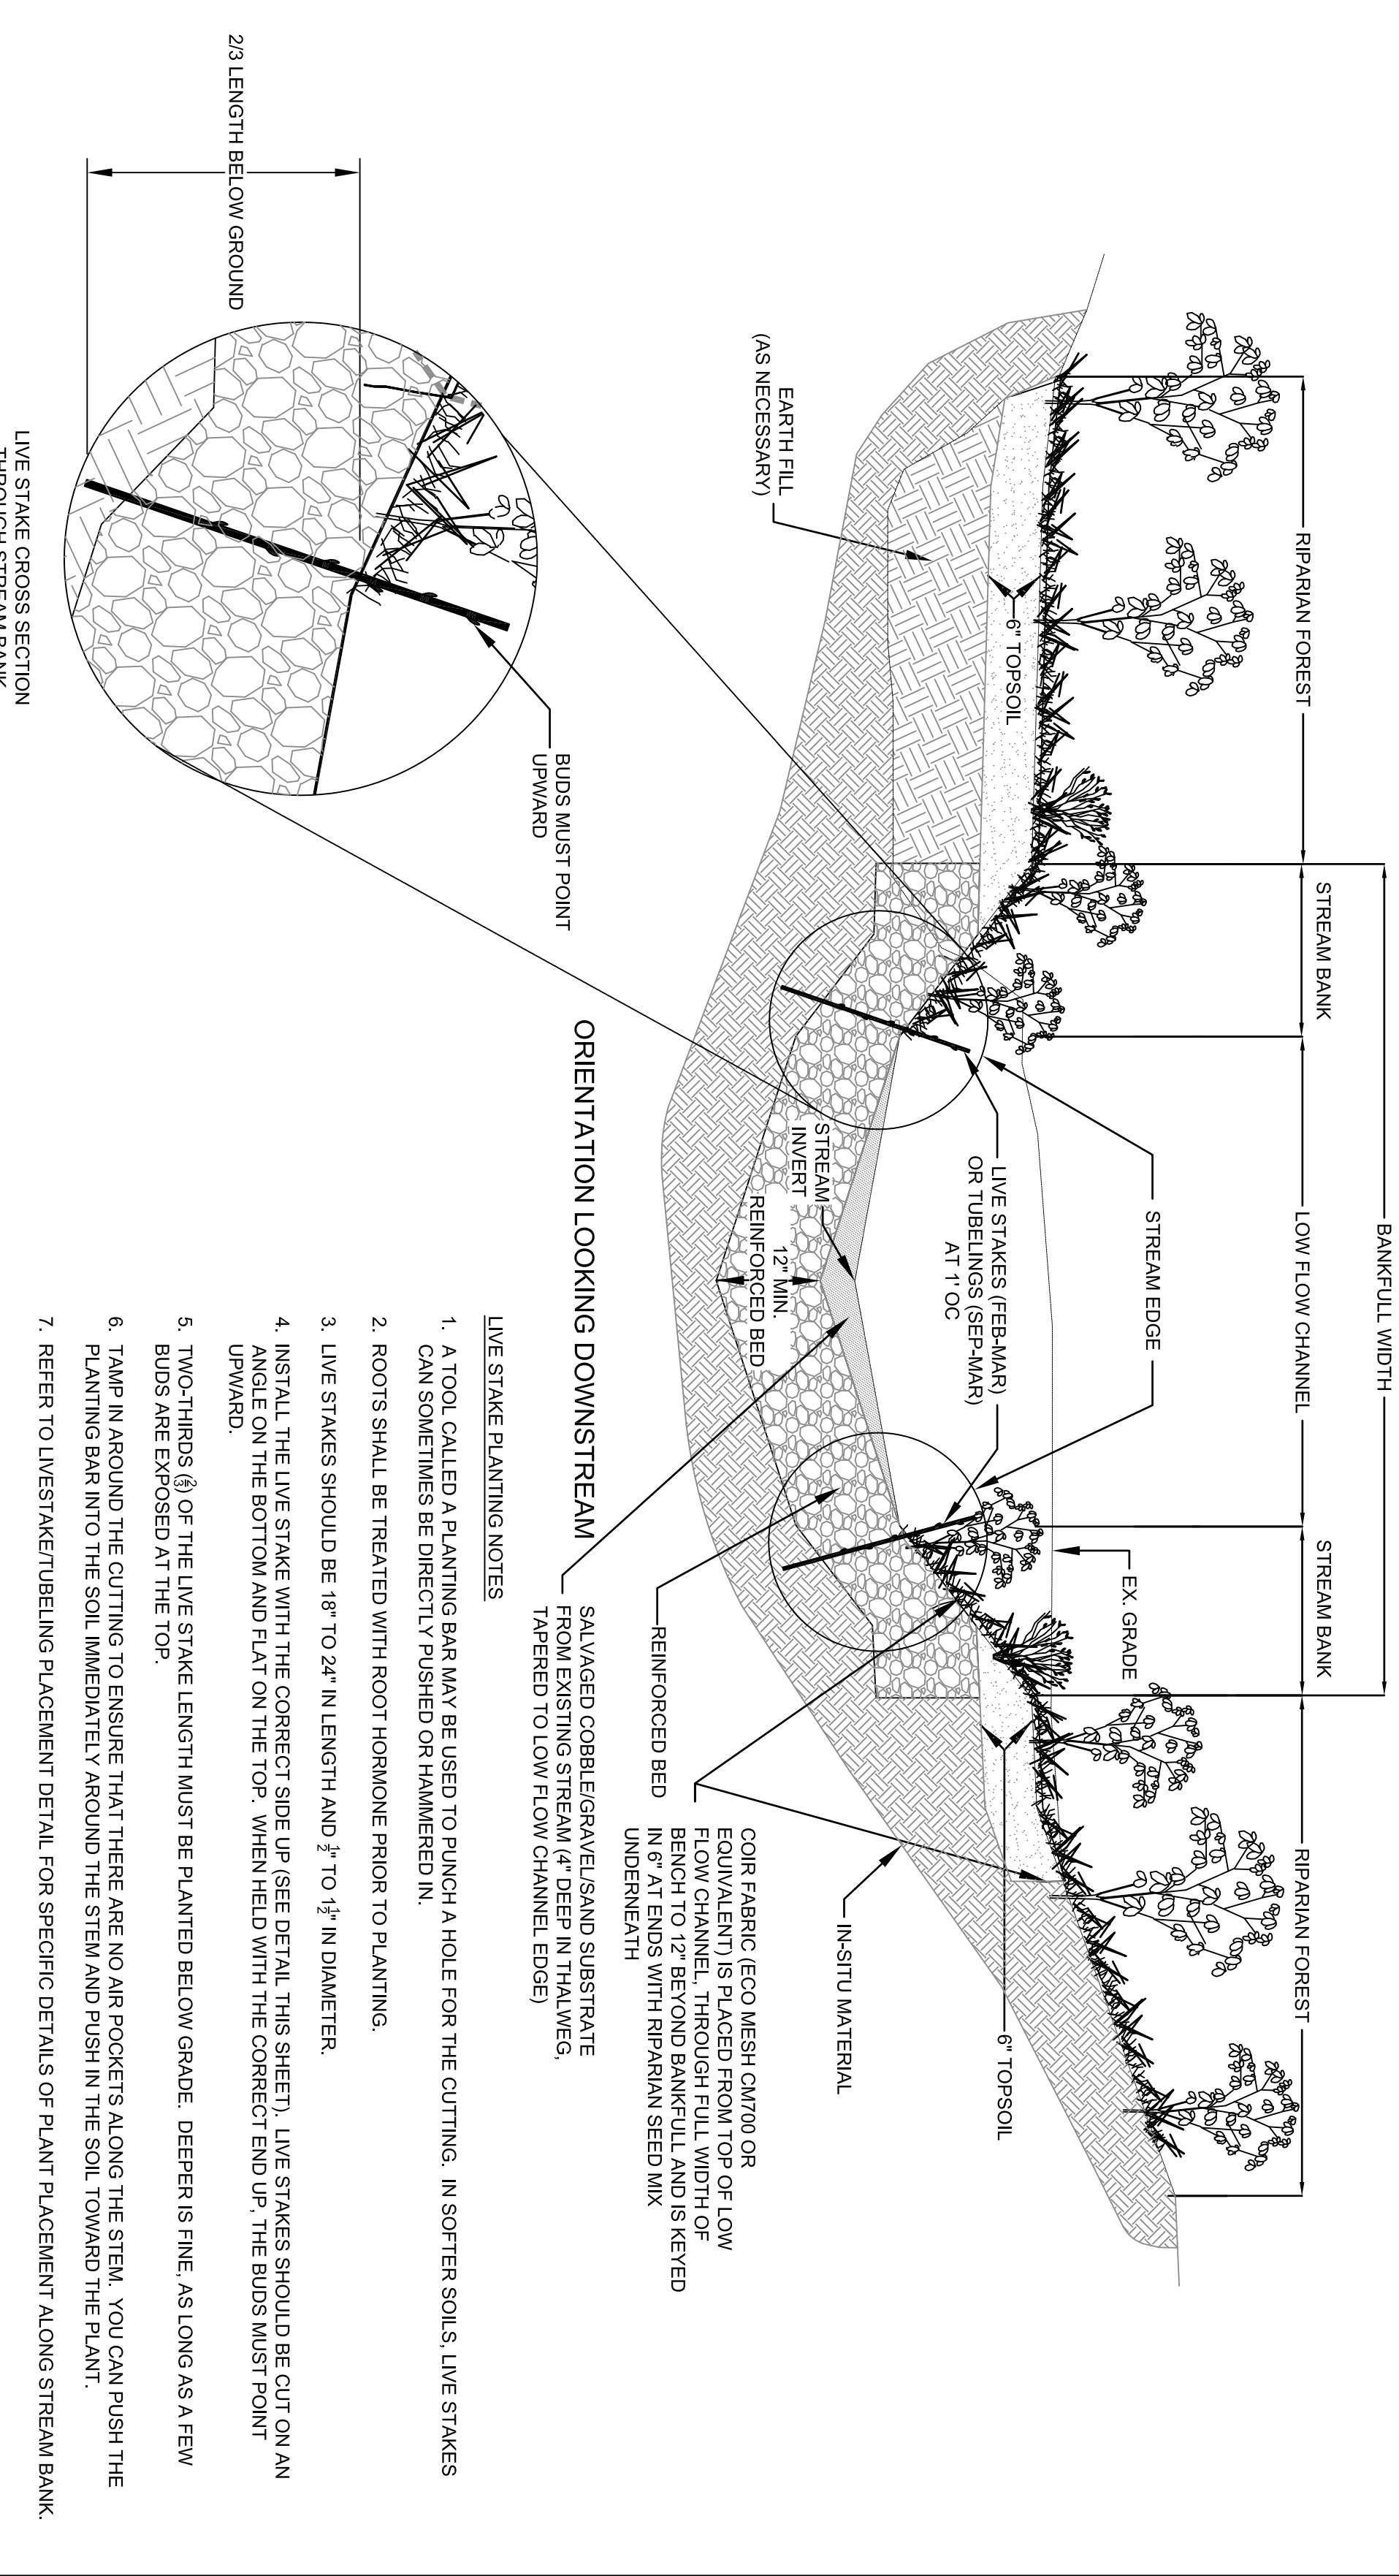 BANKFULL WIDTH
RIPARIAN FOREST
STREAM BANK
LOW FLOW CHANNEL
STREAM BANK
RIPARIAN FOREST
STREAM EDGE
EX. GRADE
LIVE STAKES (FEB-MAR)
OR TUBELINGS (SEP-MAR)
AT 1' OC
6" TOPSOIL
6" TOPSOIL
EARTH FILL
(AS NECESSARY)
STREAM
INVERT
12" MIN.
REINFORCED BED
IN-SITU MATERIAL
COIR FABRIC (ECO MESH CM700 OR
EQUIVALENT) IS PLACED FROM TOP OF LOW
FLOW CHANNEL, THROUGH FULL WIDTH OF
BENCH TO 12" BEYOND BANKFULL AND IS KEYED
IN 6" AT ENDS WITH RIPARIAN SEED MIX
UNDERNEATH
REINFORCED BED
SALVAGED COBBLE/GRAVEL/SAND SUBSTRATE
FROM EXISTING STREAM (4" DEEP IN THALWEG,
TAPERED TO LOW FLOW CHANNEL EDGE)
ORIENTATION LOOKING DOWNSTREAM
BUDS MUST POINT
UPWARD
2/3 LENGTH BELOW GROUND
LIVE STAKE CROSS SECTION
THROUGH STREAM BANK
LIVE STAKE PLANTING NOTES
1. A TOOL CALLED A PLANTING BAR MAY BE USED TO PUNCH A HOLE FOR THE CUTTING. IN SOFTER SOILS, LIVE STAKES
CAN SOMETIMES BE DIRECTLY PUSHED OR HAMMERED IN.
2. ROOTS SHALL BE TREATED WITH ROOT HORMONE PRIOR TO PLANTING.
3. LIVE STAKES SHOULD BE 18" TO 24" IN LENGTH AND 1/2" TO 1 1/2" IN DIAMETER.
4. INSTALL THE LIVE STAKE WITH THE CORRECT SIDE UP (SEE DETAIL THIS SHEET). LIVE STAKES SHOULD BE CUT ON AN
ANGLE ON THE BOTTOM AND FLAT ON THE TOP. WHEN HELD WITH THE CORRECT END UP, THE BUDS MUST POINT
UPWARD.
5. TWO-THIRDS (2/3) OF THE LIVE STAKE LENGTH MUST BE PLANTED BELOW GRADE. DEEPER IS FINE, AS LONG AS A FEW
BUDS ARE EXPOSED AT THE TOP.
6. TAMP IN AROUND THE CUTTING TO ENSURE THAT THERE ARE NO AIR POCKETS ALONG THE STEM. YOU CAN PUSH THE
PLANTING BAR INTO THE SOIL IMMEDIATELY AROUND THE STEM AND PUSH IN THE SOIL TOWARD THE PLANT.
7. REFER TO LIVESTAKE/TUBELING PLACEMENT DETAIL FOR SPECIFIC DETAILS OF PLANT PLACEMENT ALONG STREAM BANK.